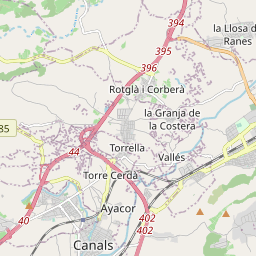 394
la Llosa de
Ranes
395
396
Rotglà i Corberà
la Granja de
la Costera
85
44
Torrella
Vallés
Torre Cerdà
40
Ayacor
402
402
Canals